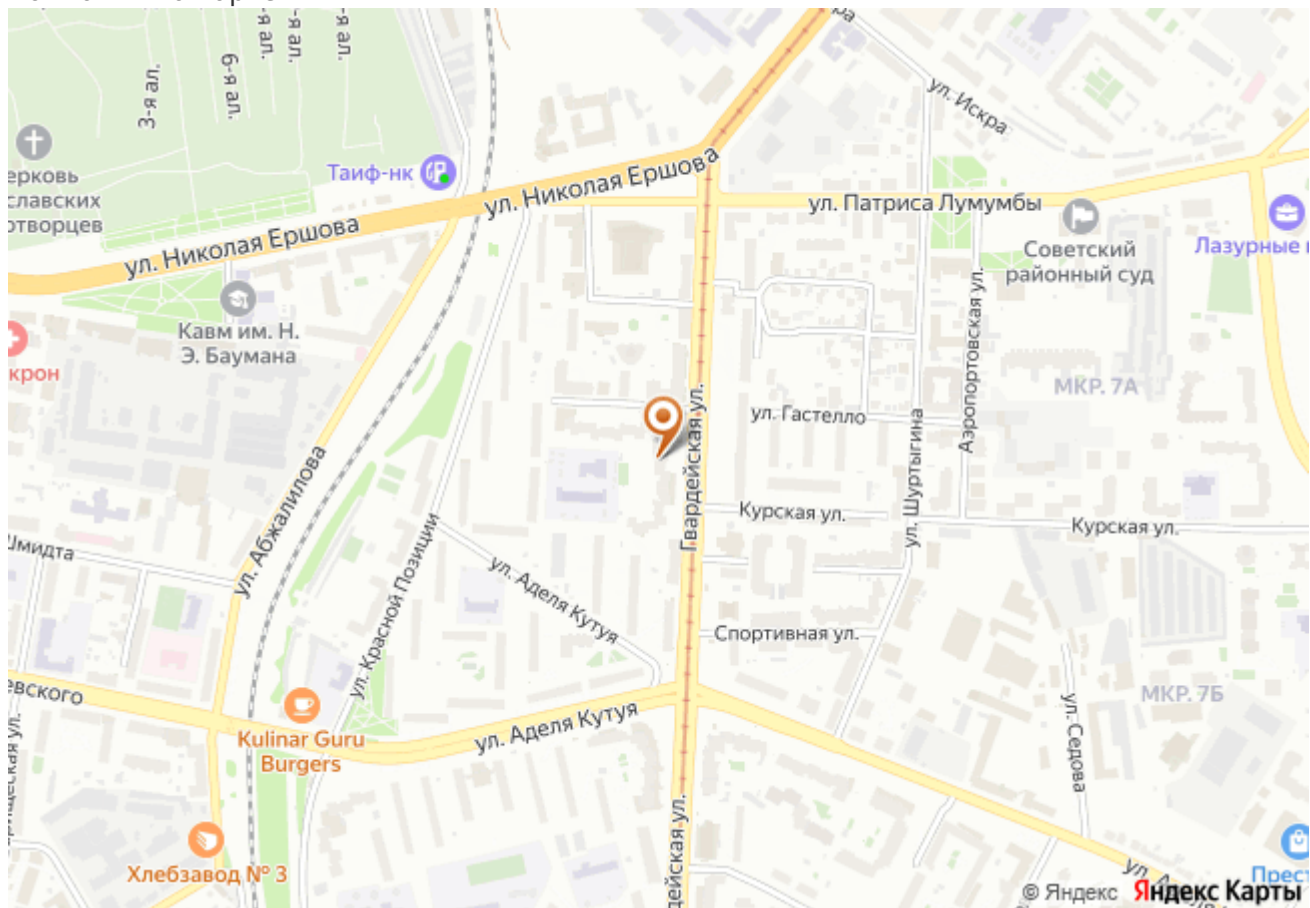 3-я ал.
6-я ал.
-я ал.
-я ал.
-я ал.
ул. Искра
Таиф-нк
ерковь
славских
отворцев
ул. Николая Ершова
ул. Николая Ершова
ул. Патриса Лумумбы
Советский
районный суд
Лазурные
Кавм им. Н.
Э. Баумана
крон
МКР. 7А
Аэропортовская ул.
ул. Гастелло
Гвардейская ул.
ул. Шуртыгина
Курская ул.
Курская ул.
ул. Абжалилова
Шмидта
ул. Красной Позиции
ул. Аделя Кутуя
Спортивная ул.
евского
МКР. 7Б
ул. Седова
Kulinar Guru
Burgers
ул. Аделя Кутуя
дейская ул.
Хлебзавод № 3
Прест
© Яндекс Яндекс Карты